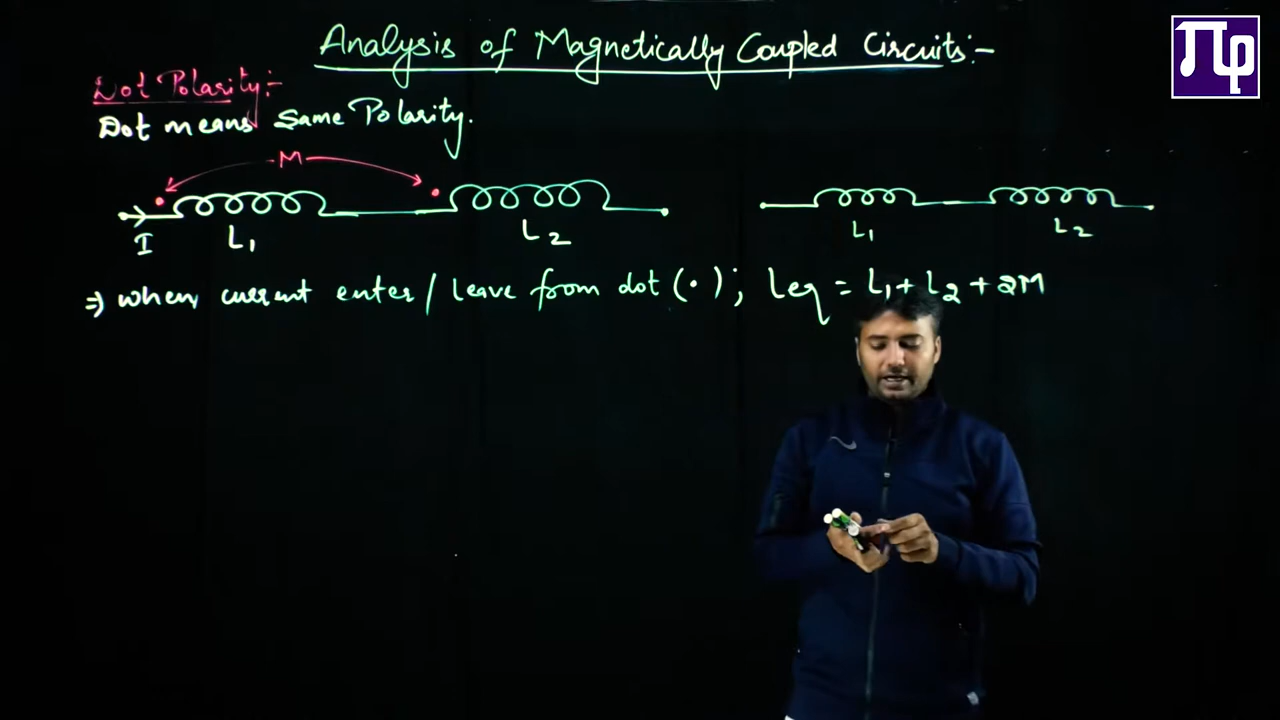 Analysis of Magnetically Coupled Circuits:-
Dot Polarity:-
Dot means same Polarity.
M
I
L₁
L₂
L₁
L₂
⇒ when current enter / leave from dot (•); Leq = L₁ + L₂ + 2M
πφ